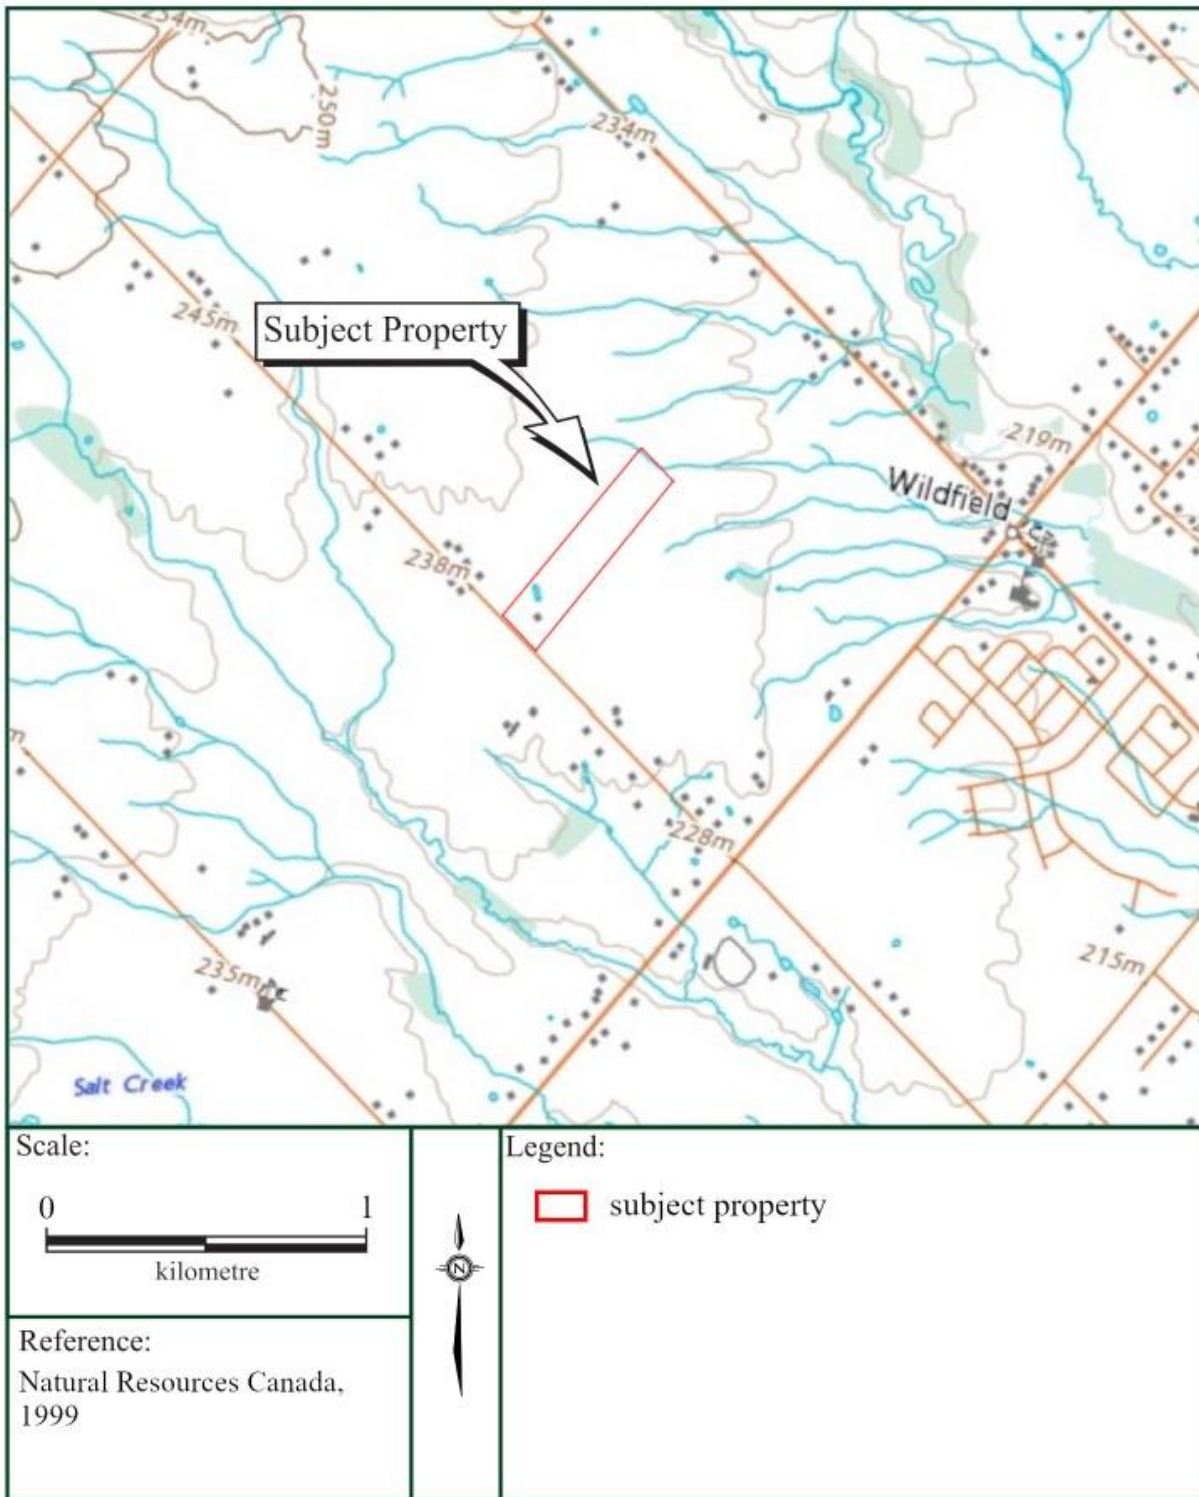 254m
250m
234m
245m
Subject Property
219m
Wildfield
238m
228m
235m
215m
Salt Creek
m
Scale:
0 1
kilometre
N
Reference:
Natural Resources Canada,
1999
Legend:
subject property